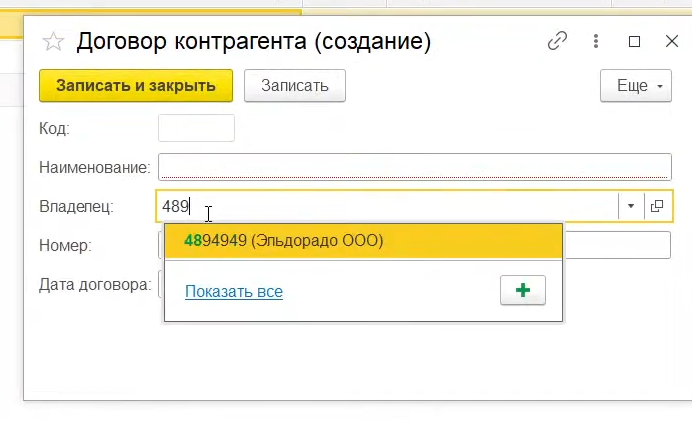 Договор контрагента (создание)
Записать и закрыть Записать Еще
Код:
Наименование:
Владелец: 489
4894949 (Эльдорадо ООО)
Номер:
Показать все
Дата договора: